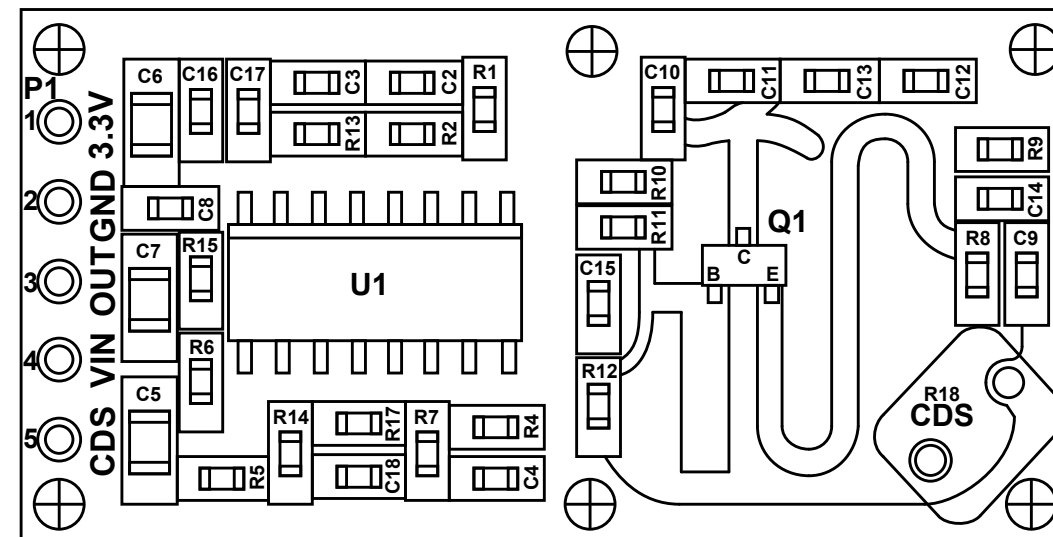 P1
1
2
3
4
5
3.3V
GND
OUT
VIN
CDS
C6
C16
C17
C3
C2
R1
R13
R2
C8
C7
R15
U1
R6
C5
R14
R17
R7
R4
R5
C18
C4
C10
C11
C13
C12
R9
R10
C14
R11
Q1
R8
C9
C
B
E
C15
R12
R18
CDS